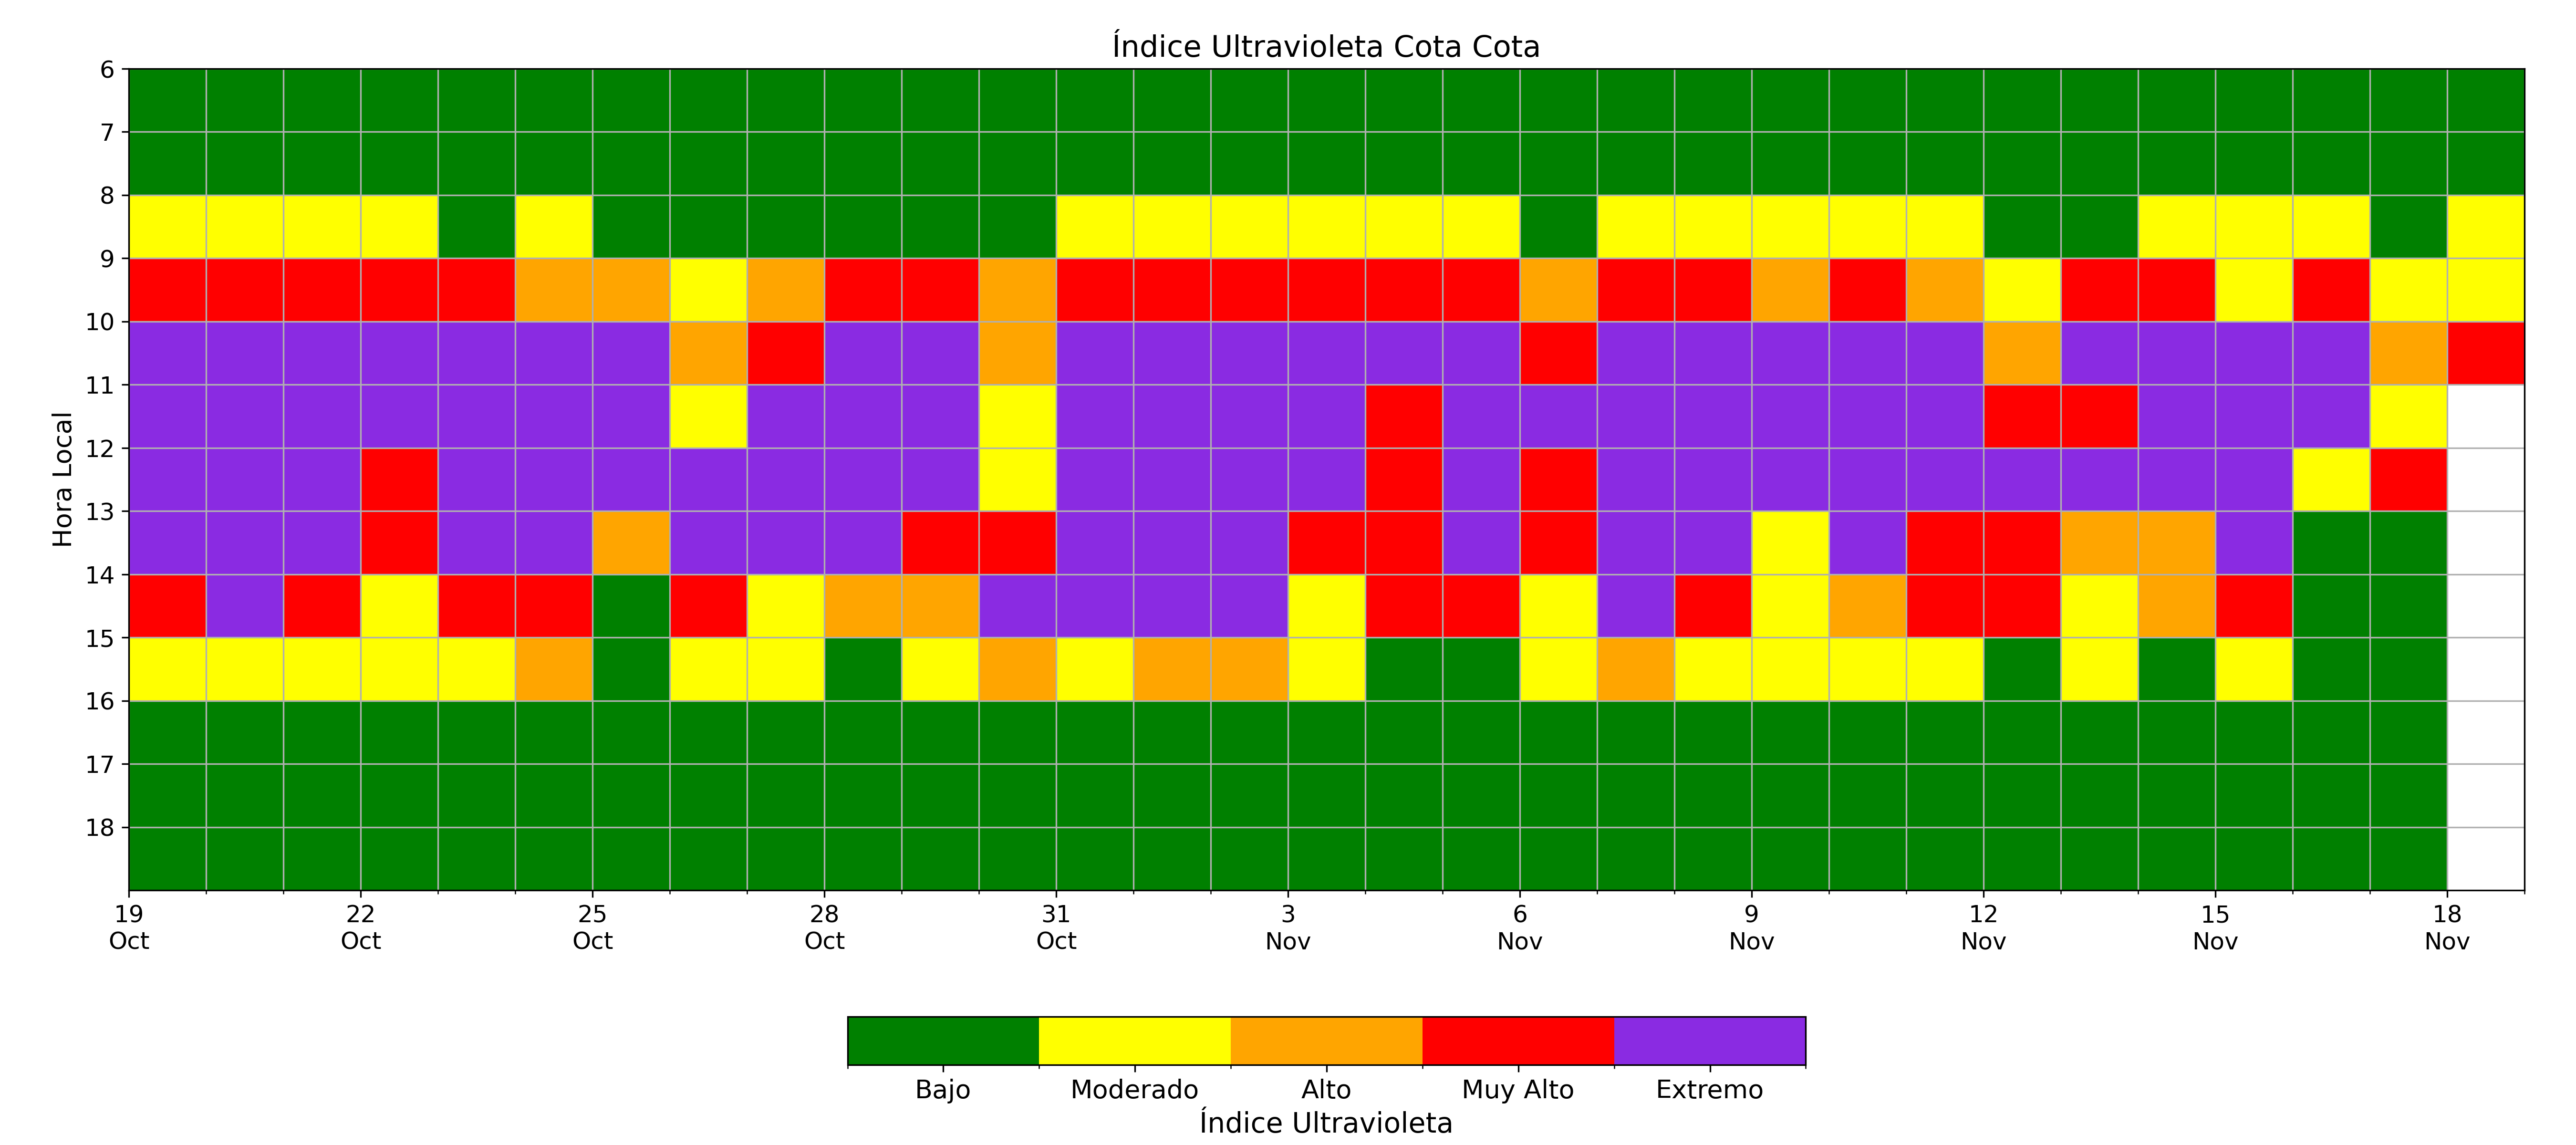 Índice Ultravioleta Cota Cota
Hora Local
6
7
8
9
10
11
12
13
14
15
16
17
18
19 22 25 28 31 3 6 9 12 15 18
Oct Oct Oct Oct Oct Nov Nov Nov Nov Nov Nov
Bajo Moderado Alto Muy Alto Extremo
Índice Ultravioleta